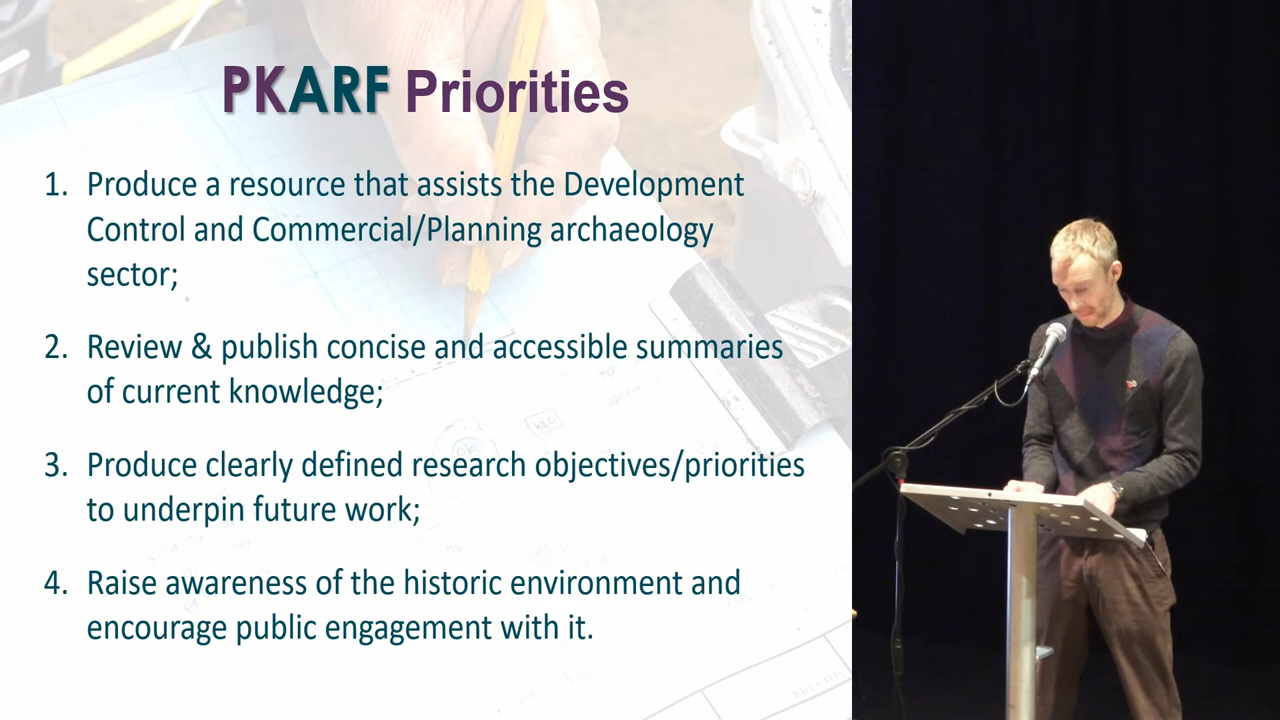 PKARF Priorities
1. Produce a resource that assists the Development
Control and Commercial/Planning archaeology
sector;
2. Review & publish concise and accessible summaries
of current knowledge;
3. Produce clearly defined research objectives/priorities
to underpin future work;
4. Raise awareness of the historic environment and
encourage public engagement with it.